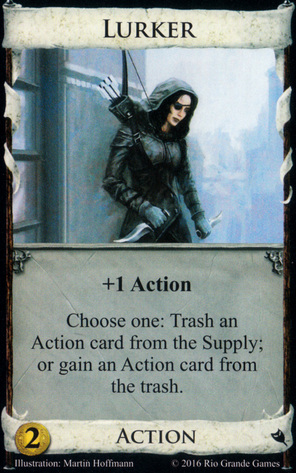 LURKER
+1 Action
Choose one: Trash an
Action card from the Supply;
or gain an Action card from
the trash.
2
ACTION
Illustration: Martin Hoffmann
© 2016 Rio Grande Games